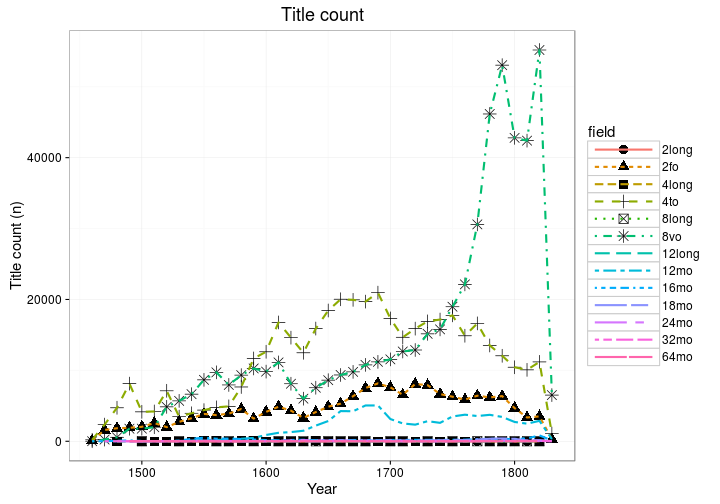 Title count
Title count (n)
40000
20000
0
1500
1600
1700
1800
Year
field
2long
2fo
4long
4to
8long
8vo
12long
12mo
16mo
18mo
24mo
32mo
64mo